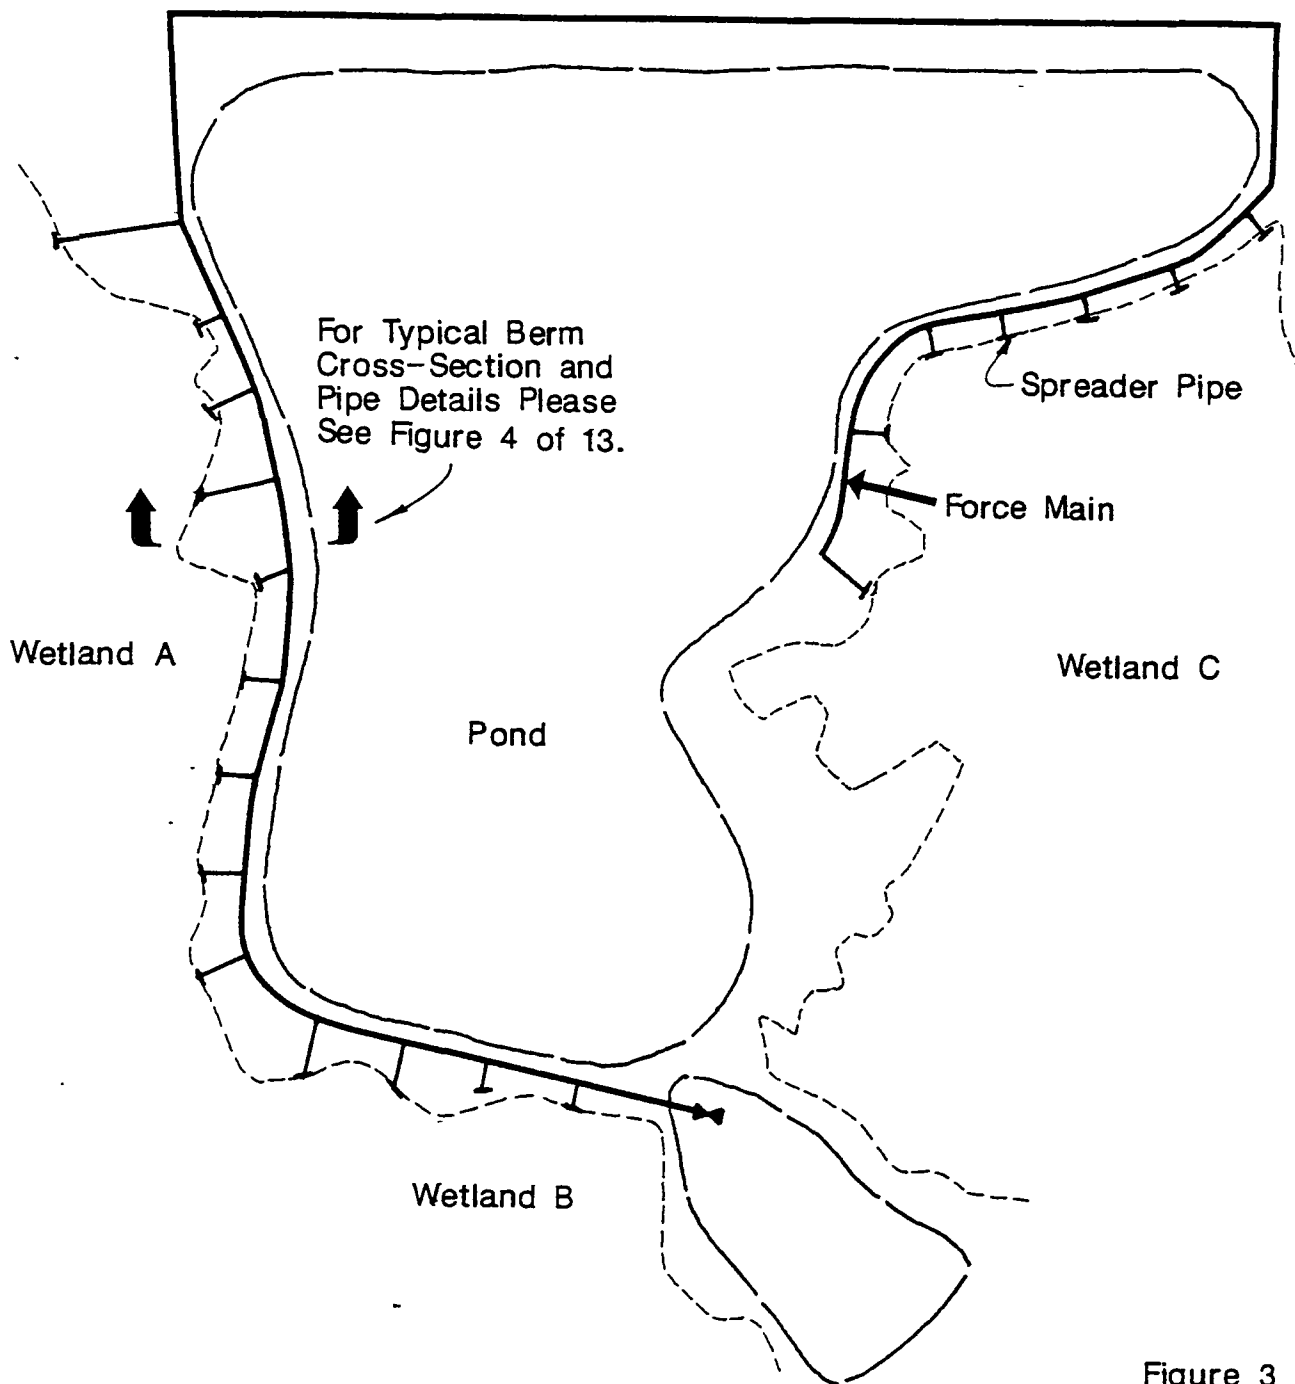 For Typical Berm
Cross-Section and
Pipe Details Please
See Figure 4 of 13.
Spreader Pipe
Force Main
Wetland A
Wetland C
Pond
Wetland B
Figure 3